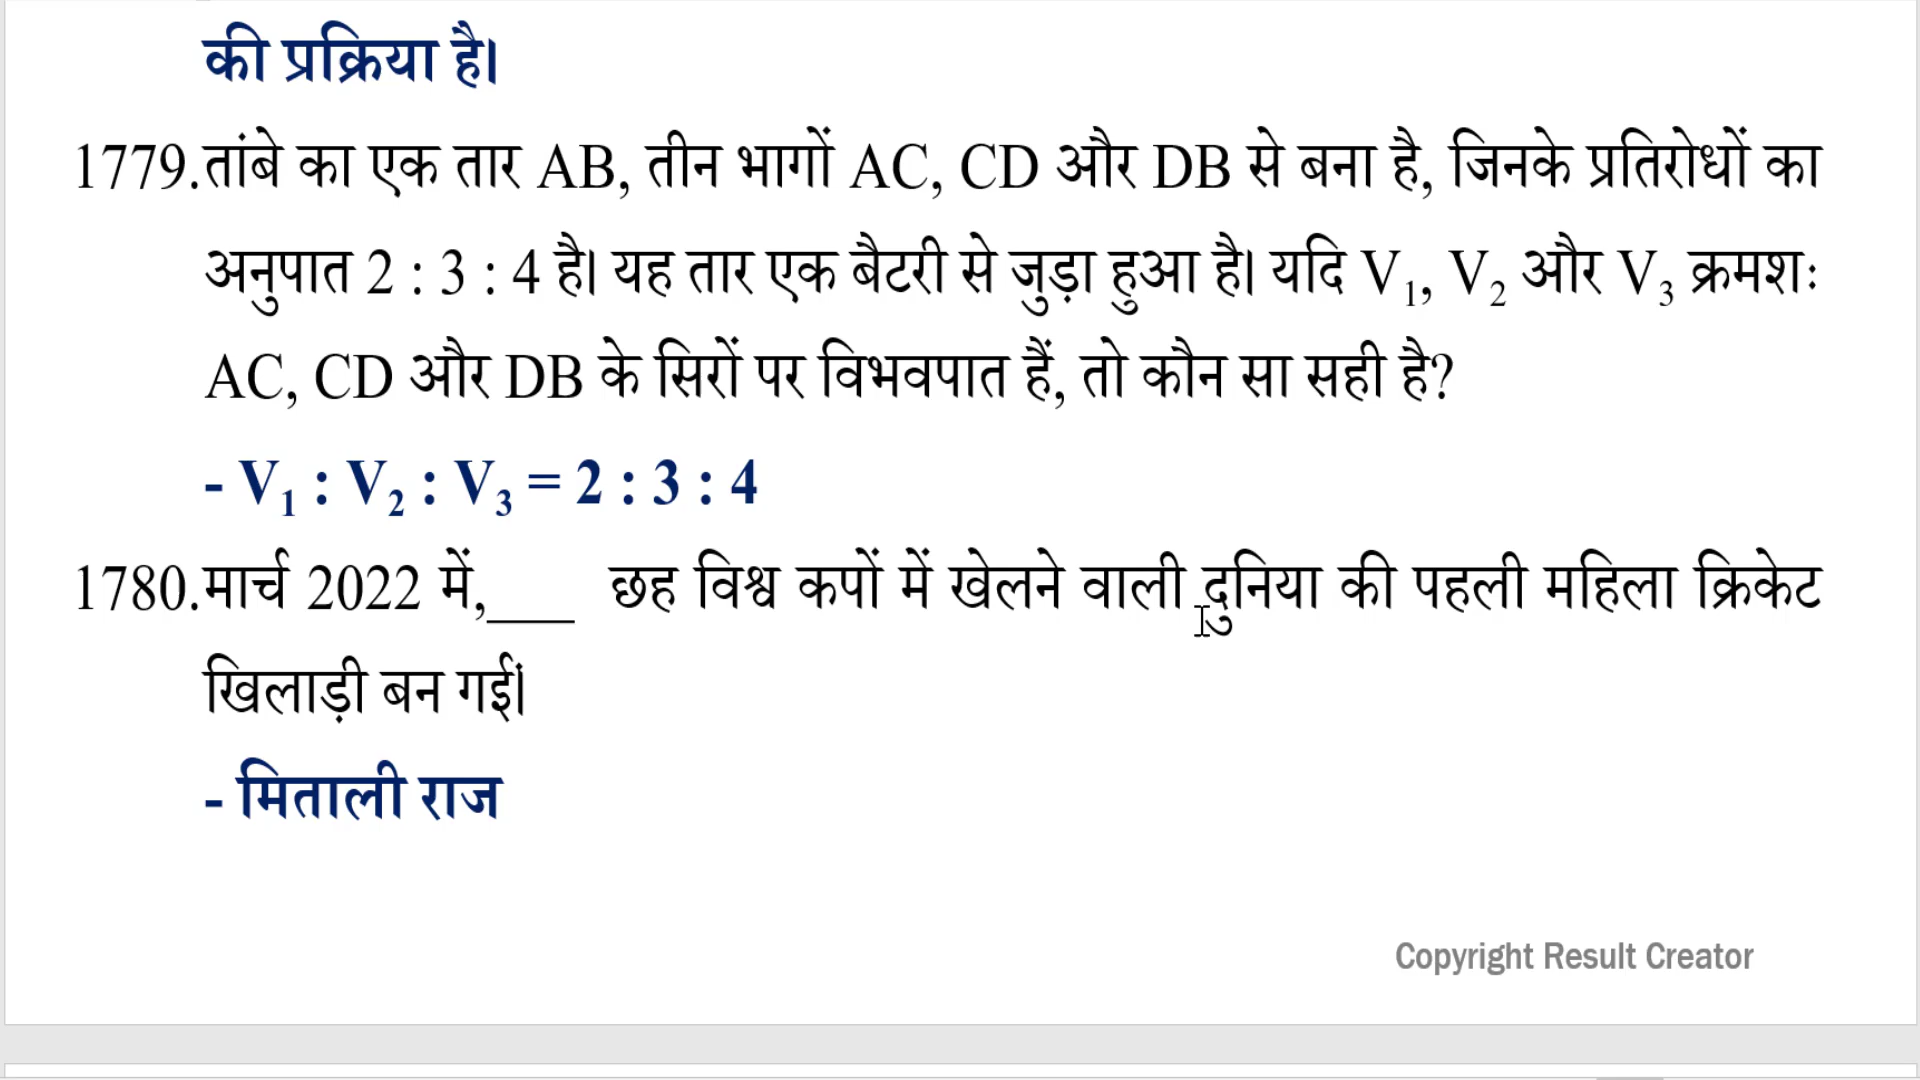 की प्रक्रिया है।
1779.तांबे का एक तार AB, तीन भागों AC, CD और DB से बना है, जिनके प्रतिरोधों का
अनुपात 2 : 3 : 4 है। यह तार एक बैटरी से जुड़ा हुआ है। यदि V₁, V₂ और V₃ क्रमशः
AC, CD और DB के सिरों पर विभवपात हैं, तो कौन सा सही है?
- V₁ : V₂ : V₃ = 2 : 3 : 4
1780.मार्च 2022 में,___ छह विश्व कपों में खेलने वाली दुनिया की पहली महिला क्रिकेट
खिलाड़ी बन गईं।
- मिताली राज
Copyright Result Creator